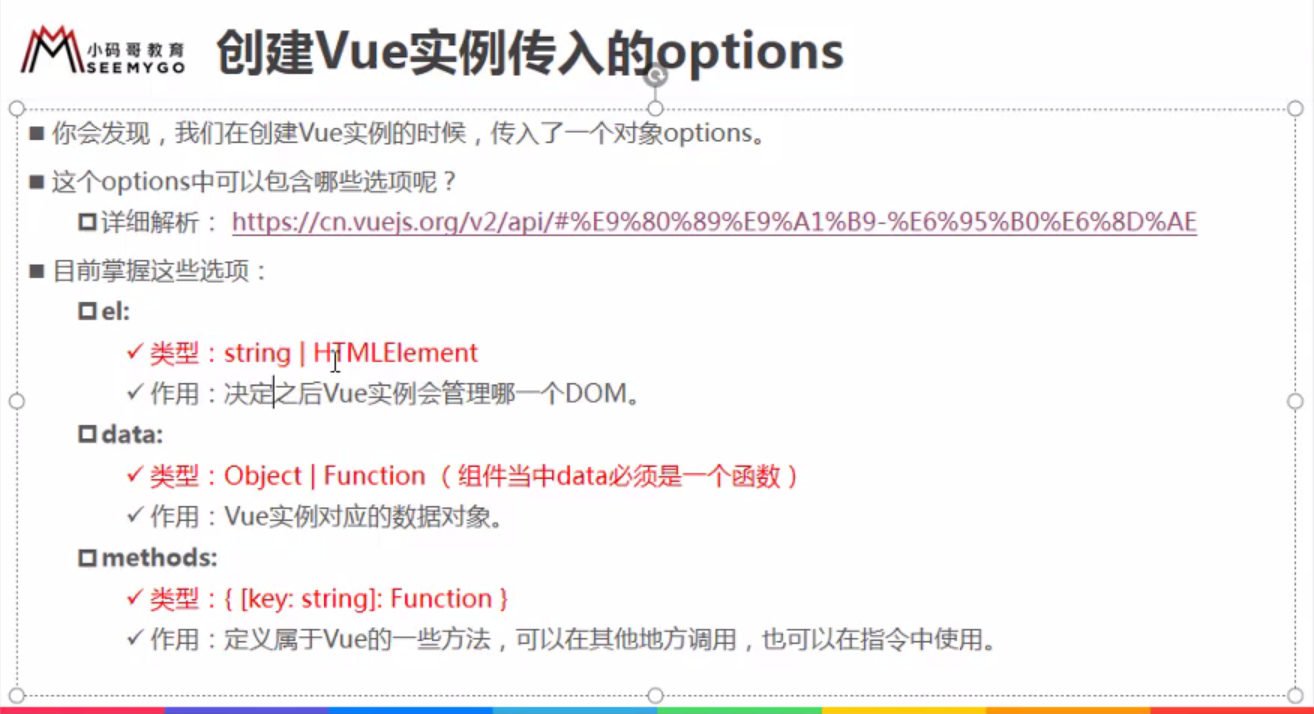 小码哥教育
SEEMYGO
创建Vue实例传入的options
你会发现，我们在创建Vue实例的时候，传入了一个对象options。
这个options中可以包含哪些选项呢？
详细解析： https://cn.vuejs.org/v2/api/#%E9%80%89%E9%A1%B9-%E6%95%B0%E6%8D%AE
目前掌握这些选项：
el:
类型：string | HTMLElement
作用：决定之后Vue实例会管理哪一个DOM。
data:
类型：Object | Function （组件当中data必须是一个函数）
作用：Vue实例对应的数据对象。
methods:
类型：{ [key: string]: Function }
作用：定义属于Vue的一些方法，可以在其他地方调用，也可以在指令中使用。